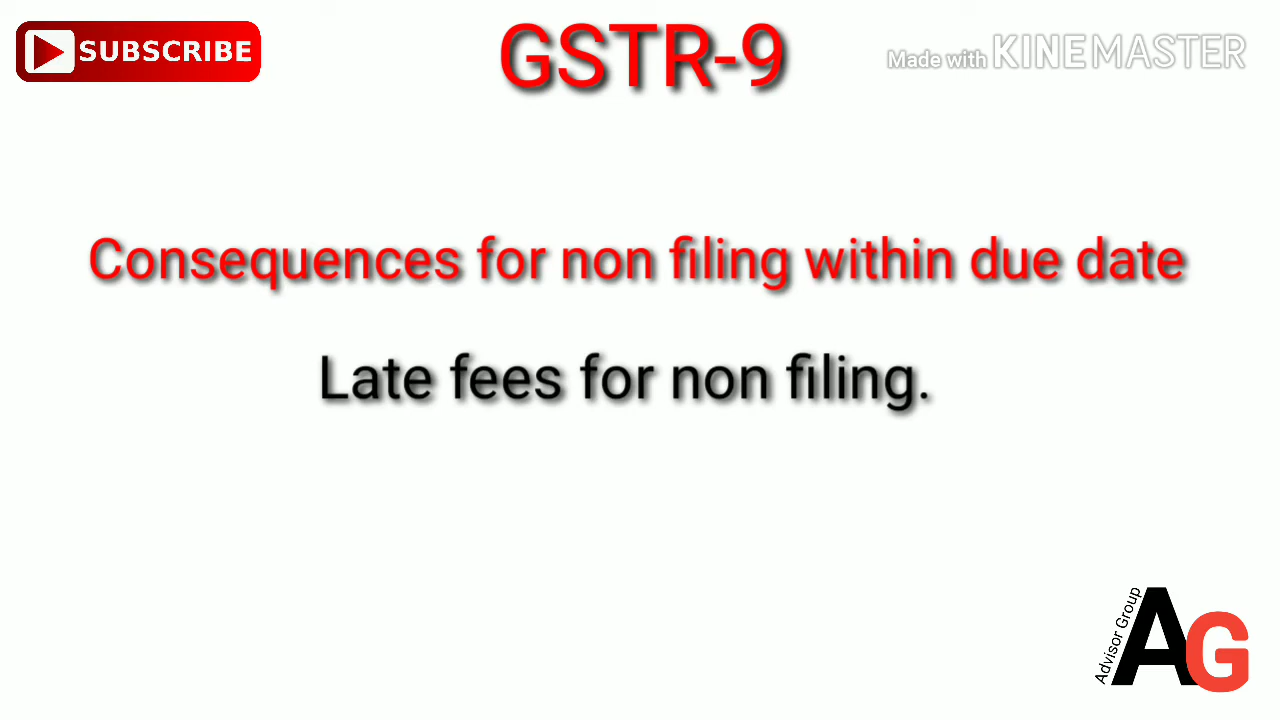 SUBSCRIBE
GSTR-9
Made with KINEMASTER
Consequences for non filing within due date
Late fees for non filing.
Advisor Group
AG